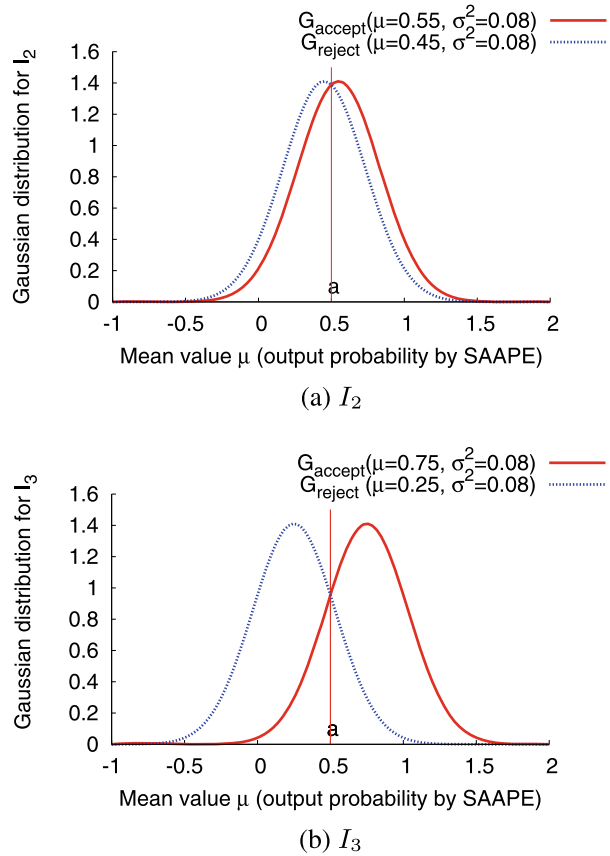 G_accept(μ=0.55, σ²=0.08)
G_reject(μ=0.45, σ²=0.08)
Gaussian distribution for I₂
1.6
1.4
1.2
1
0.8
0.6
0.4
0.2
0
a
-1 -0.5 0 0.5 1 1.5 2
Mean value μ (output probability by SAAPE)
(a) I₂
G_accept(μ=0.75, σ²=0.08)
G_reject(μ=0.25, σ²=0.08)
Gaussian distribution for I₃
1.6
1.4
1.2
1
0.8
0.6
0.4
0.2
0
a
-1 -0.5 0 0.5 1 1.5 2
Mean value μ (output probability by SAAPE)
(b) I₃